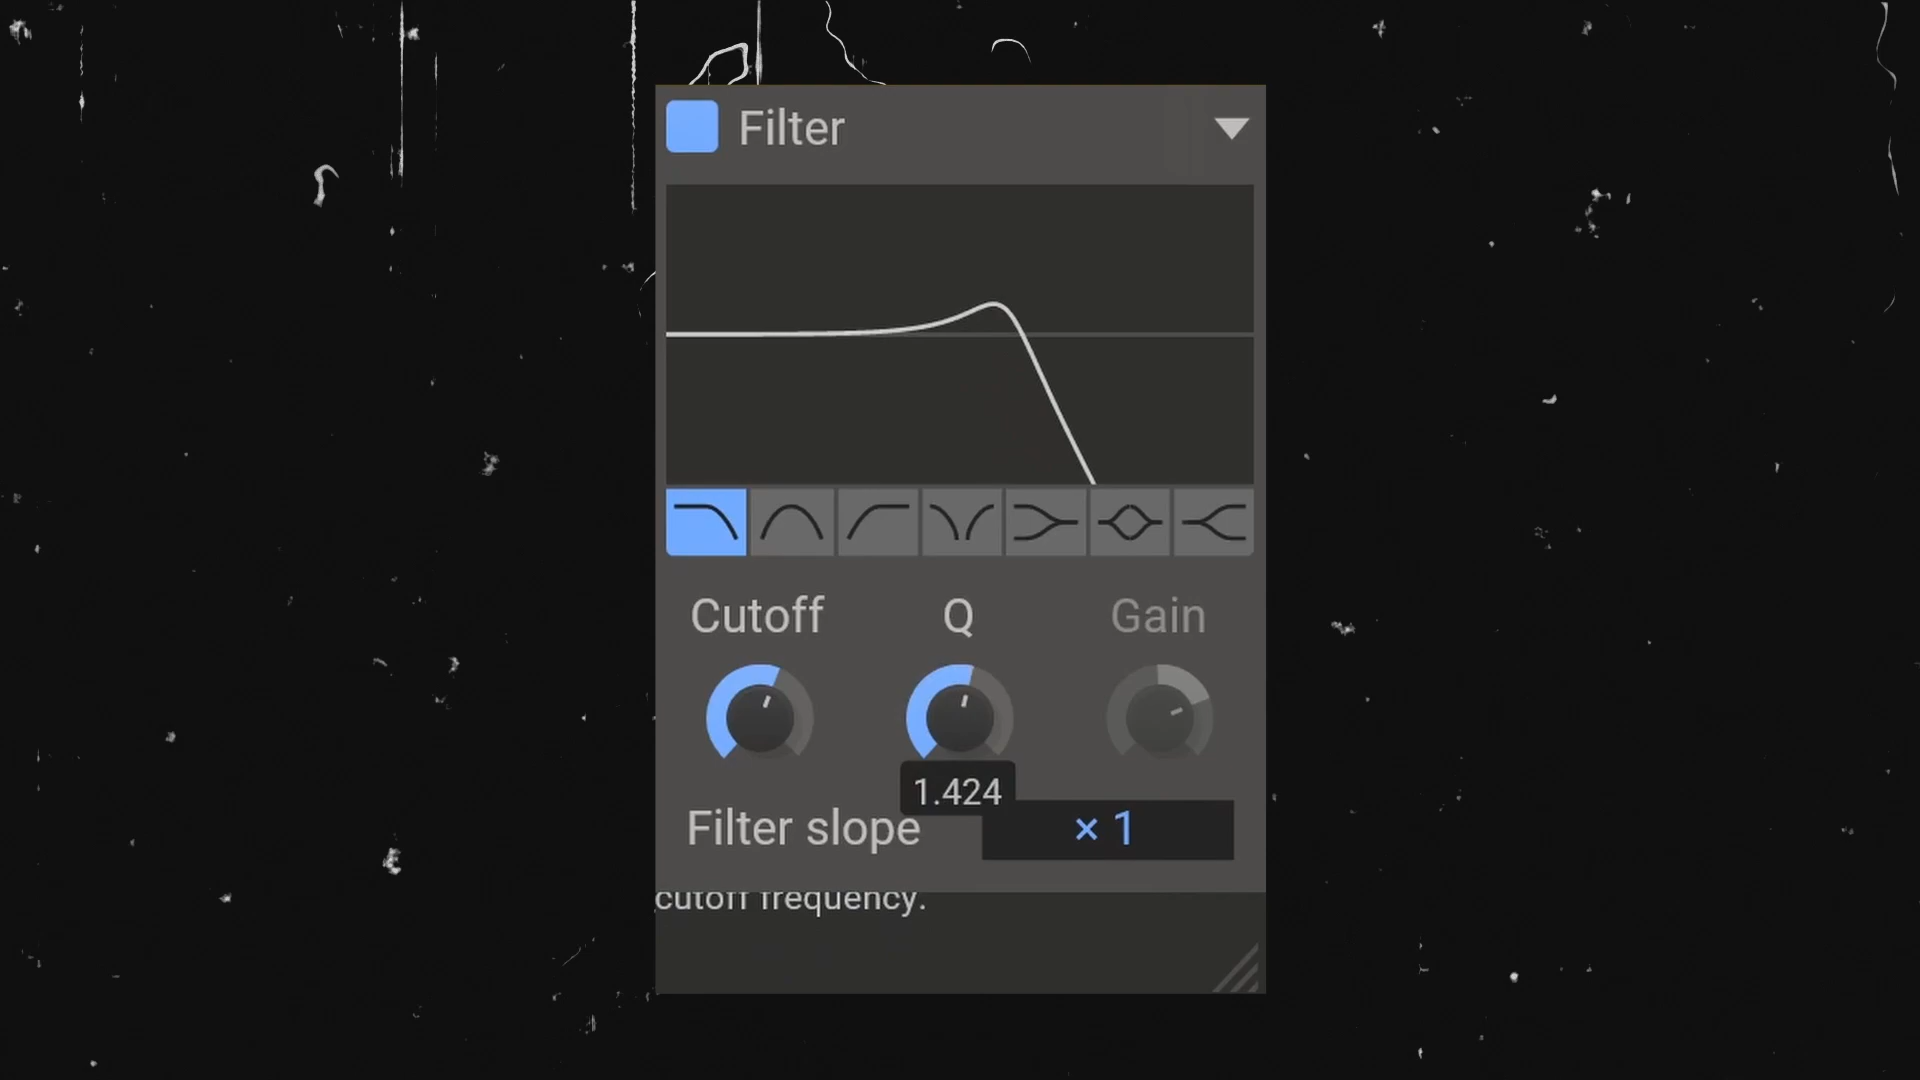 Filter
Cutoff Q Gain
1.424
Filter slope × 1
cutoff frequency.